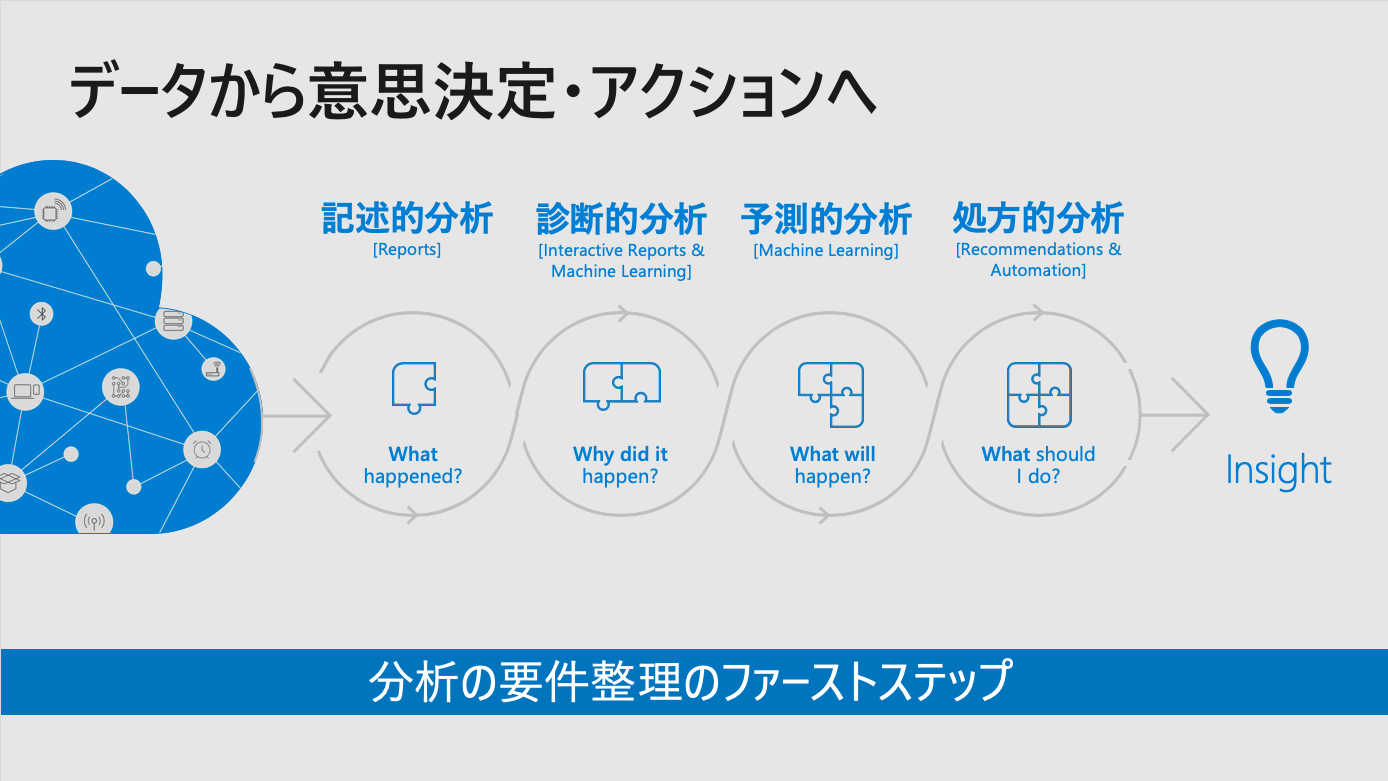 データから意思決定・アクションへ
記述的分析
[Reports]
診断的分析
[Interactive Reports &
Machine Learning]
予測的分析
[Machine Learning]
処方的分析
[Recommendations &
Automation]
What
happened?
Why did it
happen?
What will
happen?
What should
I do?
Insight
分析の要件整理のファーストステップ